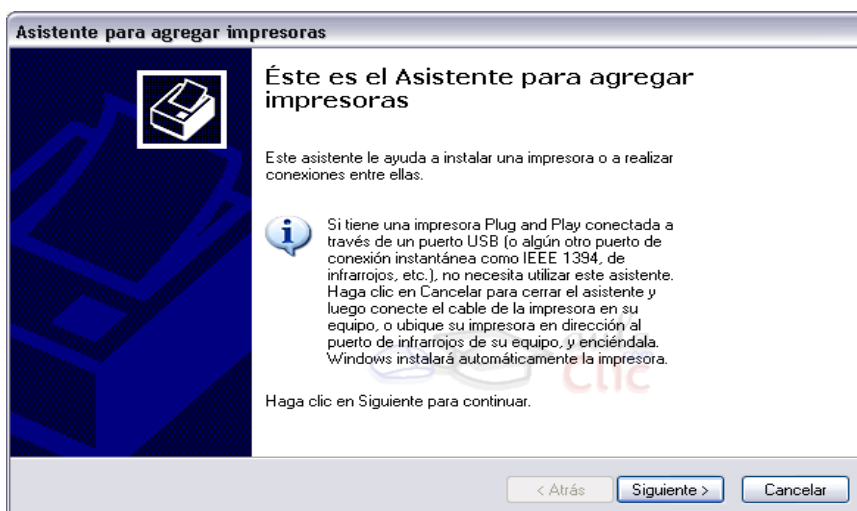 Asistente para agregar impresoras
Éste es el Asistente para agregar
impresoras
Este asistente le ayuda a instalar una impresora o a realizar
conexiones entre ellas.
Si tiene una impresora Plug and Play conectada a
través de un puerto USB (o algún otro puerto de
conexión instantánea como IEEE 1394, de
infrarrojos, etc.), no necesita utilizar este asistente.
Haga clic en Cancelar para cerrar el asistente y
luego conecte el cable de la impresora en su
equipo, o ubique su impresora en dirección al
puerto de infrarrojos de su equipo, y enciéndala.
Windows instalará automáticamente la impresora.
aula
clic
Haga clic en Siguiente para continuar.
< Atrás Siguiente > Cancelar